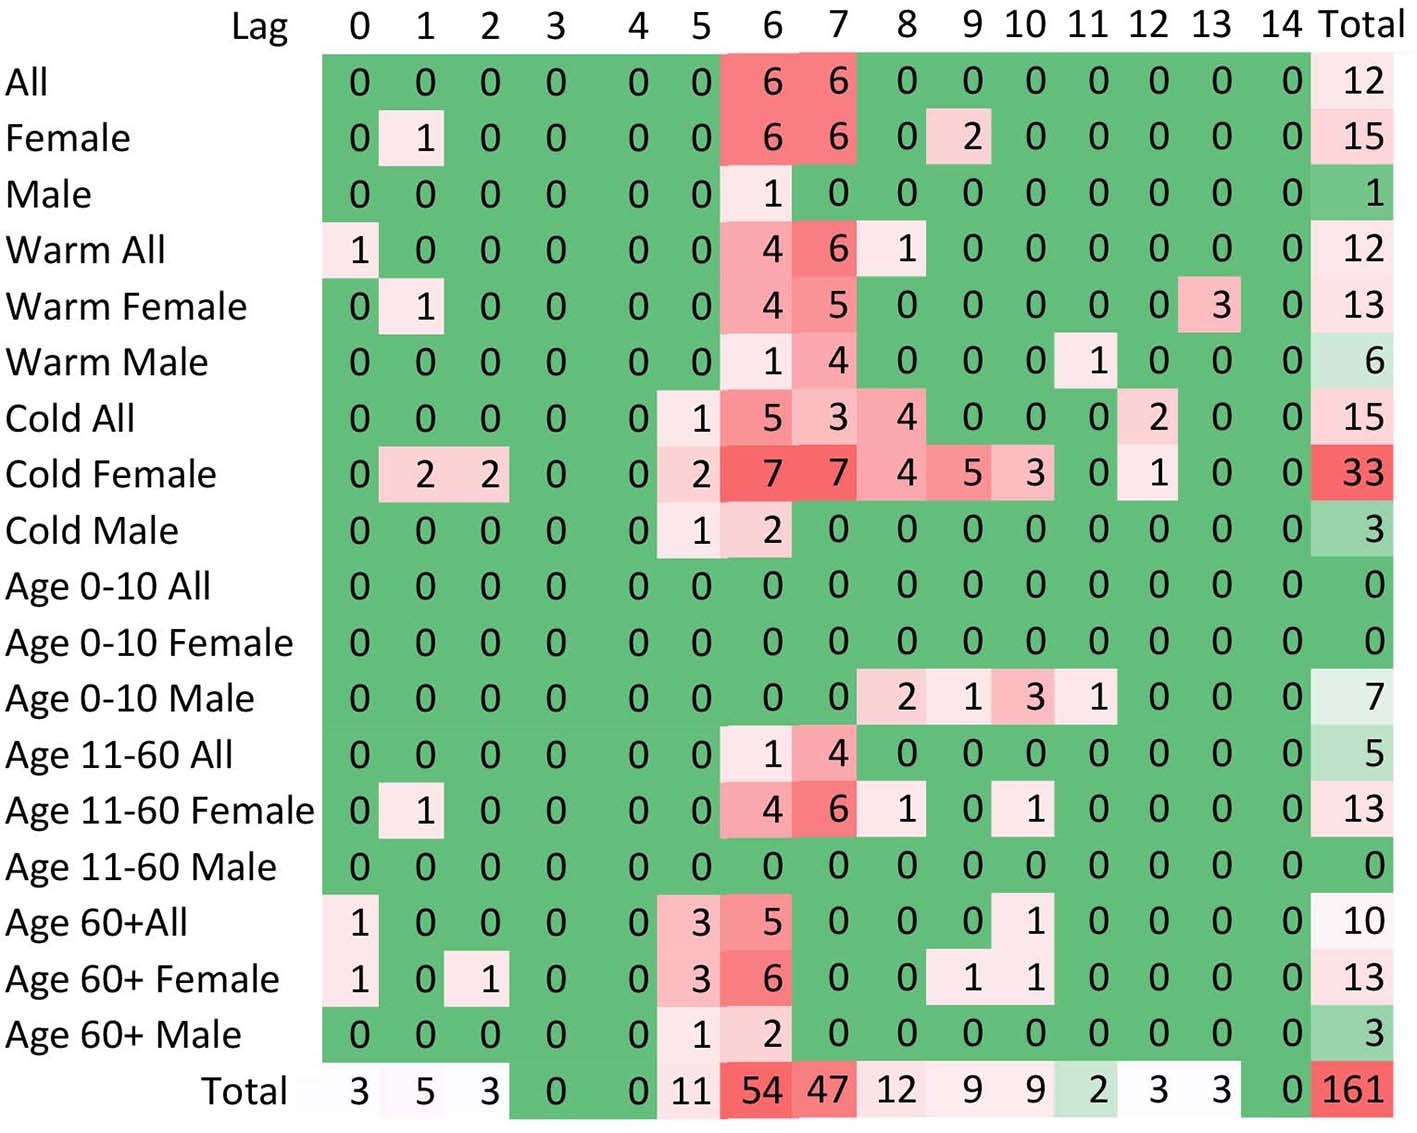 Lag 0 1 2 3 4 5 6 7 8 9 10 11 12 13 14 Total
All 0 0 0 0 0 0 6 6 0 0 0 0 0 0 0 12
Female 0 1 0 0 0 0 6 6 0 2 0 0 0 0 0 15
Male 0 0 0 0 0 0 1 0 0 0 0 0 0 0 0 1
Warm All 1 0 0 0 0 0 4 6 1 0 0 0 0 0 0 12
Warm Female 0 1 0 0 0 0 4 5 0 0 0 0 0 3 0 13
Warm Male 0 0 0 0 0 0 1 4 0 0 0 1 0 0 0 6
Cold All 0 0 0 0 0 1 5 3 4 0 0 0 2 0 0 15
Cold Female 0 2 2 0 0 2 7 7 4 5 3 0 1 0 0 33
Cold Male 0 0 0 0 0 1 2 0 0 0 0 0 0 0 0 3
Age 0-10 All 0 0 0 0 0 0 0 0 0 0 0 0 0 0 0 0
Age 0-10 Female 0 0 0 0 0 0 0 0 0 0 0 0 0 0 0 0
Age 0-10 Male 0 0 0 0 0 0 0 0 2 1 3 1 0 0 0 7
Age 11-60 All 0 0 0 0 0 0 1 4 0 0 0 0 0 0 0 5
Age 11-60 Female 0 1 0 0 0 0 4 6 1 0 1 0 0 0 0 13
Age 11-60 Male 0 0 0 0 0 0 0 0 0 0 0 0 0 0 0 0
Age 60+All 1 0 0 0 0 3 5 0 0 0 1 0 0 0 0 10
Age 60+ Female 1 0 1 0 0 3 6 0 0 1 1 0 0 0 0 13
Age 60+ Male 0 0 0 0 0 1 2 0 0 0 0 0 0 0 0 3
Total 3 5 3 0 0 11 54 47 12 9 9 2 3 3 0 161